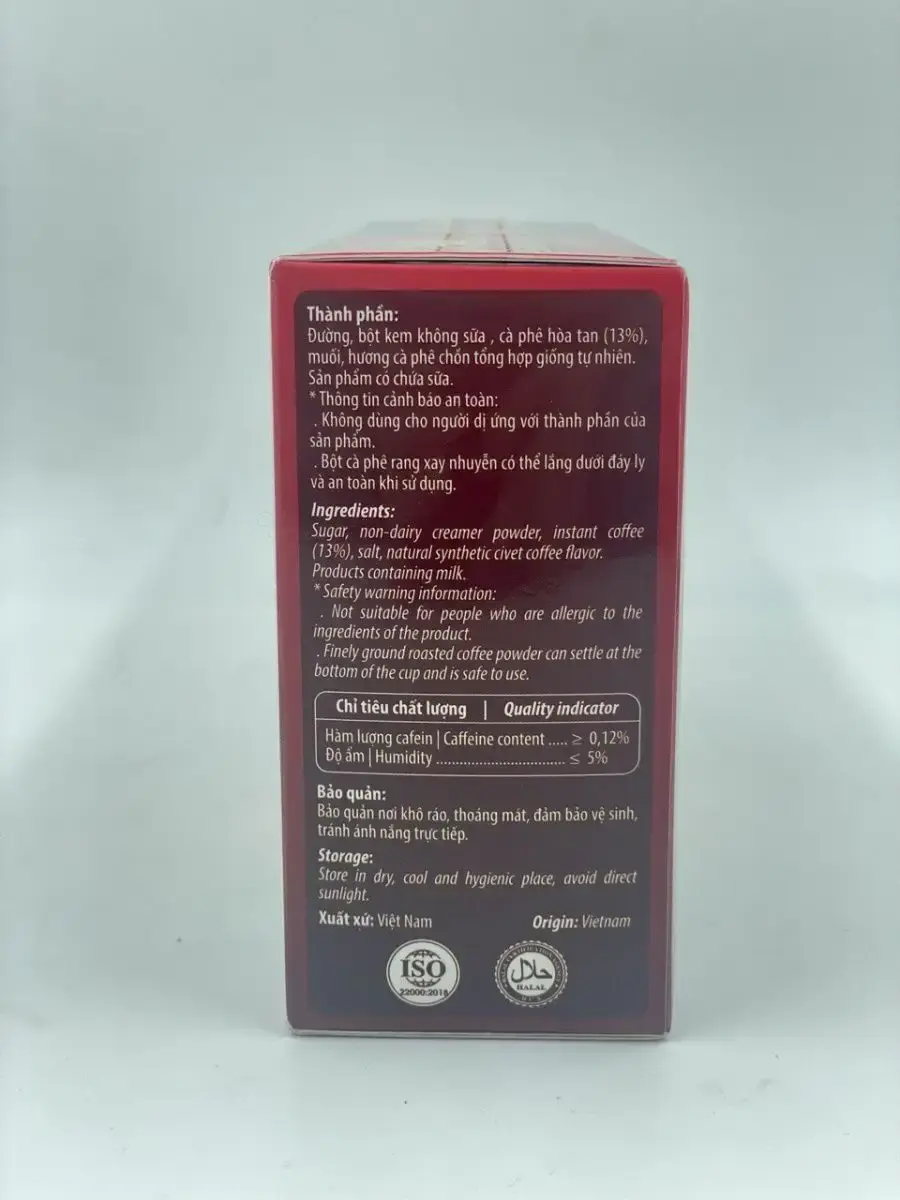 Thành phần:
Đường, bột kem không sữa , cà phê hòa tan (13%),
muối, hương cà phê chồn tổng hợp giống tự nhiên.
Sản phẩm có chứa sữa.
* Thông tin cảnh báo an toàn:
. Không dùng cho người dị ứng với thành phần của
sản phẩm.
. Bột cà phê rang xay nhuyễn có thể lắng dưới đáy ly
và an toàn khi sử dụng.
Ingredients:
Sugar, non-dairy creamer powder, instant coffee
(13%), salt, natural synthetic civet coffee flavor.
Products containing milk.
* Safety warning information:
. Not suitable for people who are allergic to the
ingredients of the product.
. Finely ground roasted coffee powder can settle at the
bottom of the cup and is safe to use.
Chỉ tiêu chất lượng | Quality indicator
Hàm lượng cafein | Caffeine content ..... ≥ 0,12%
Độ ẩm | Humidity ................................. ≤ 5%
Bảo quản:
Bảo quản nơi khô ráo, thoáng mát, đảm bảo vệ sinh,
tránh ánh nắng trực tiếp.
Storage:
Store in dry, cool and hygienic place, avoid direct
sunlight.
Xuất xứ: Việt Nam Origin: Vietnam
ISO
22000:2018
حلال
HALAL